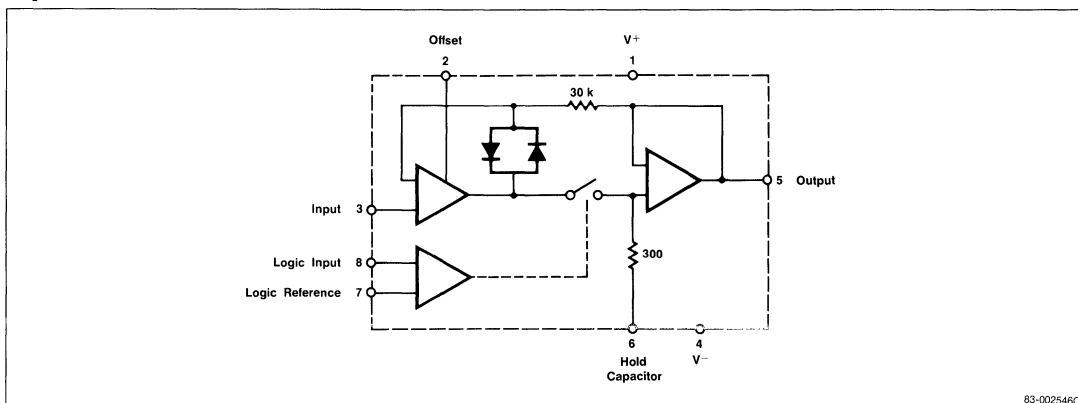 Offset
2
V+
1
30 k
5 Output
Input 3
300
Logic Input 8
Logic Reference 7
6
Hold
Capacitor
4
V−
83-002546C